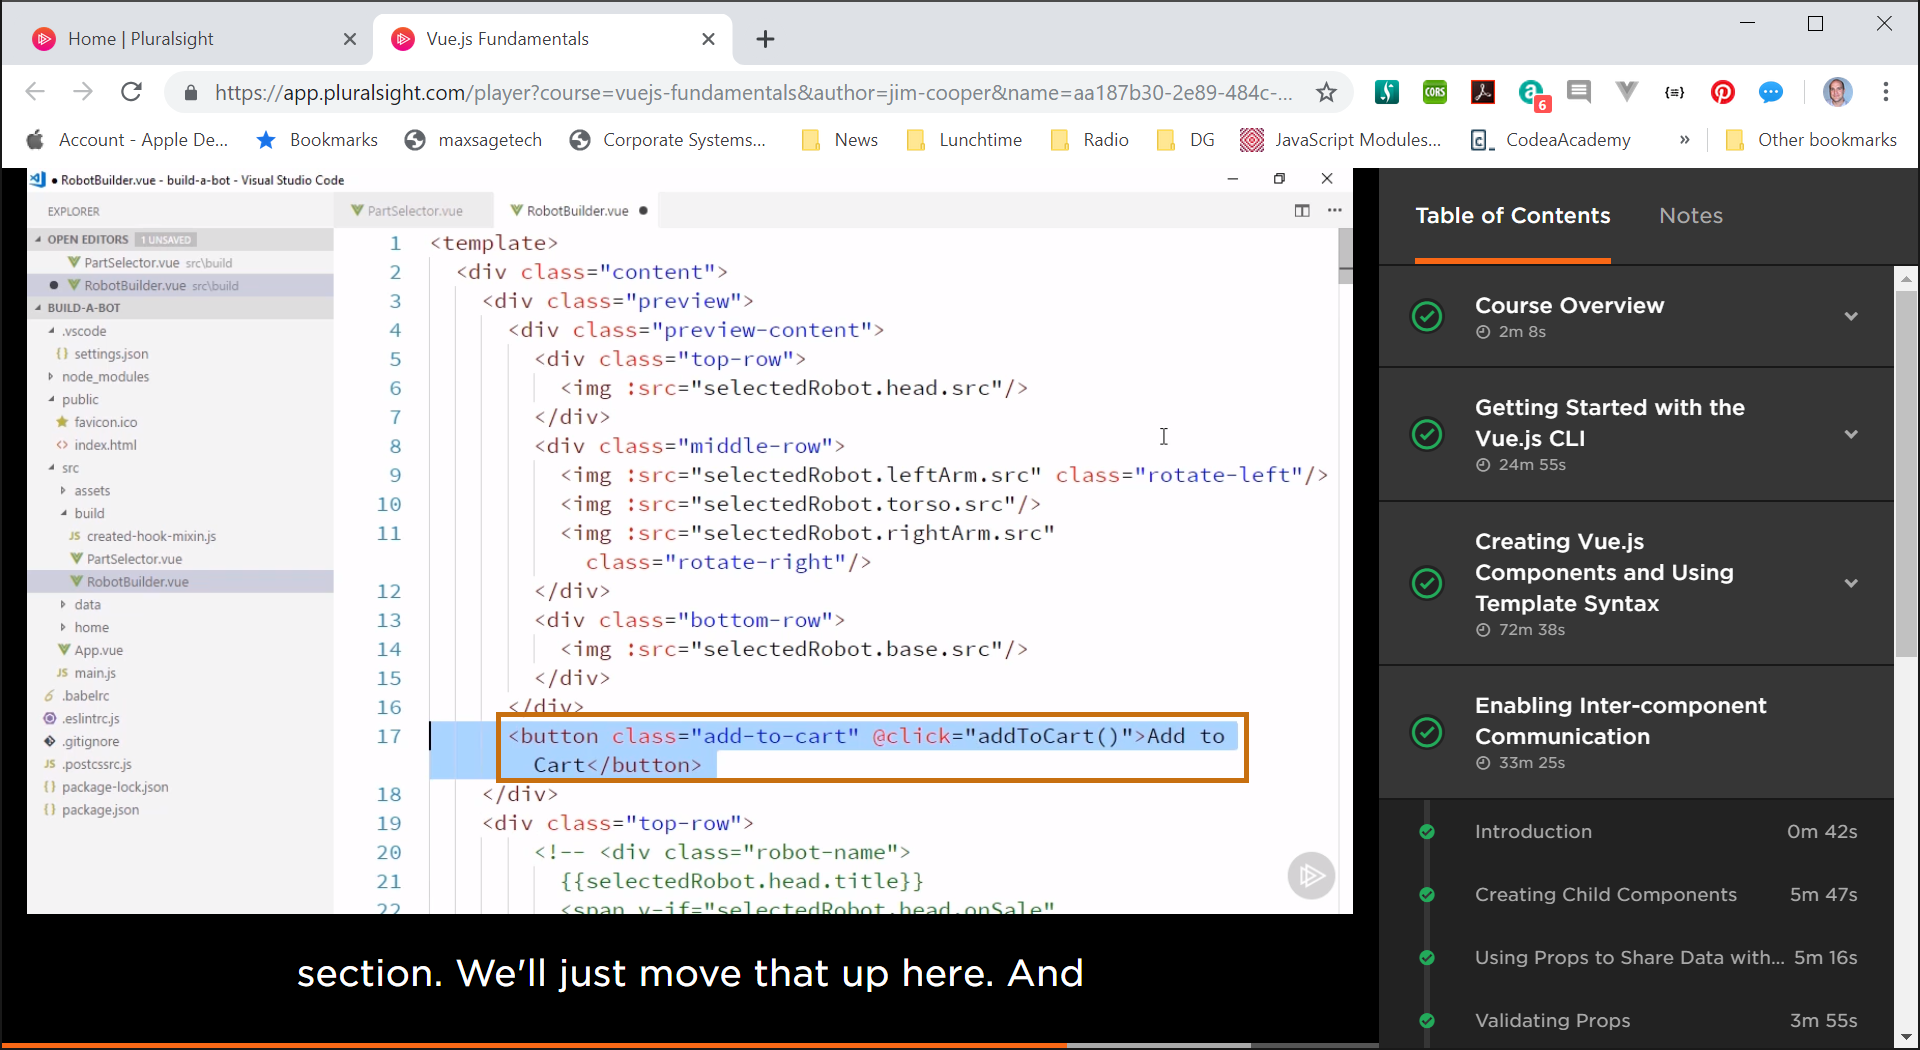 Home | Pluralsight
Vue.js Fundamentals
https://app.pluralsight.com/player?course=vuejs-fundamentals&author=jim-cooper&name=aa187b30-2e89-484c-...
CORS
6
{≡}
Account - Apple De...
Bookmarks
maxsagetech
Corporate Systems...
News
Lunchtime
Radio
DG
JavaScript Modules...
CodeaAcademy
»
Other bookmarks
● RobotBuilder.vue - build-a-bot - Visual Studio Code
EXPLORER
OPEN EDITORS 1 UNSAVED
PartSelector.vue src\build
RobotBuilder.vue src\build
BUILD-A-BOT
.vscode
{} settings.json
node_modules
public
favicon.ico
<> index.html
src
assets
build
JS created-hook-mixin.js
PartSelector.vue
RobotBuilder.vue
data
home
App.vue
JS main.js
.babelrc
.eslintrc.js
.gitignore
JS .postcssrc.js
{} package-lock.json
{} package.json
PartSelector.vue
RobotBuilder.vue ●
1 <template>
2 <div class="content">
3 <div class="preview">
4 <div class="preview-content">
5 <div class="top-row">
6 <img :src="selectedRobot.head.src"/>
7 </div>
8 <div class="middle-row">
9 <img :src="selectedRobot.leftArm.src" class="rotate-left"/>
10 <img :src="selectedRobot.torso.src"/>
11 <img :src="selectedRobot.rightArm.src"
class="rotate-right"/>
12 </div>
13 <div class="bottom-row">
14 <img :src="selectedRobot.base.src"/>
15 </div>
16 </div>
17 <button class="add-to-cart" @click="addToCart()">Add to
Cart</button>
18 </div>
19 <div class="top-row">
20 <!-- <div class="robot-name">
21 {{selectedRobot.head.title}}
22 <span v-if="selectedRobot.head.onSale"
section. We'll just move that up here. And
Table of Contents
Notes
Course Overview
2m 8s
Getting Started with the
Vue.js CLI
24m 55s
Creating Vue.js
Components and Using
Template Syntax
72m 38s
Enabling Inter-component
Communication
33m 25s
Introduction 0m 42s
Creating Child Components 5m 47s
Using Props to Share Data with... 5m 16s
Validating Props 3m 55s